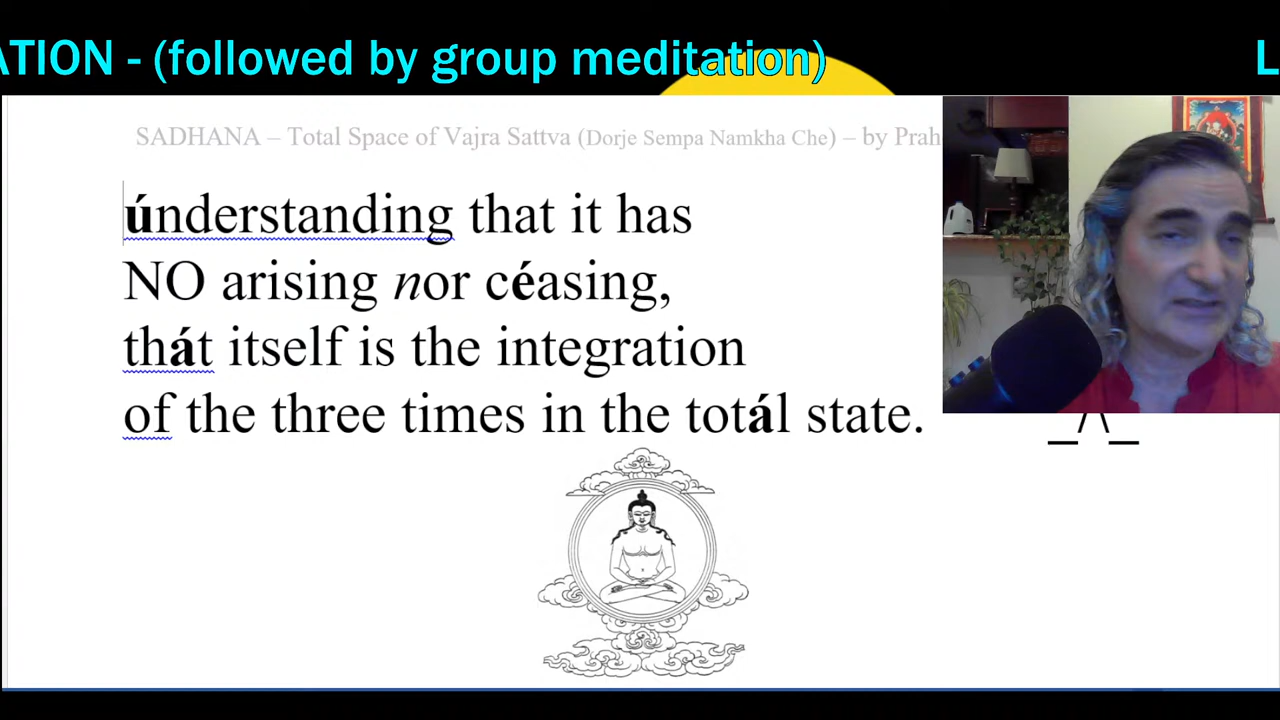 ATION - (followed by group meditation)
L
SADHANA – Total Space of Vajra Sattva (Dorje Sempa Namkha Che) – by Prah
únderstanding that it has
NO arising nor céasing,
thát itself is the integration
of the three times in the totál state.